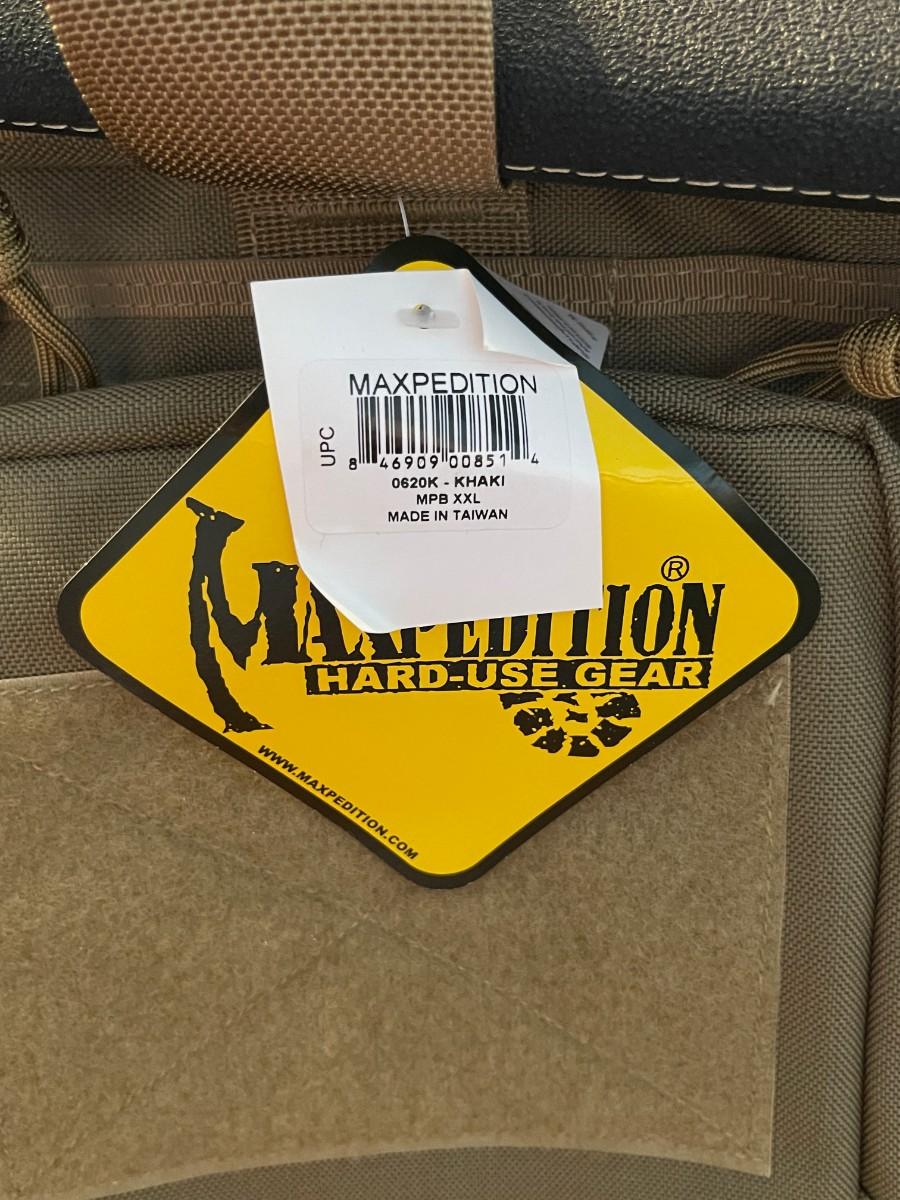 MAXPEDITION
UPC
8 46909 00851 4
0620K - KHAKI
MPB XXL
MADE IN TAIWAN
MAXPEDITION®
HARD-USE GEAR
WWW.MAXPEDITION.COM